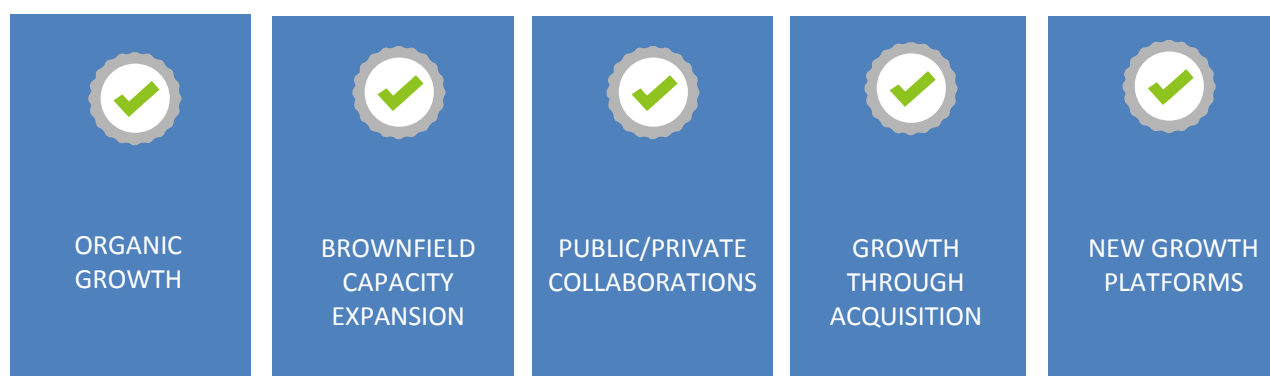 ORGANIC
GROWTH
BROWNFIELD
CAPACITY
EXPANSION
PUBLIC/PRIVATE
COLLABORATIONS
GROWTH
THROUGH
ACQUISITION
NEW GROWTH
PLATFORMS